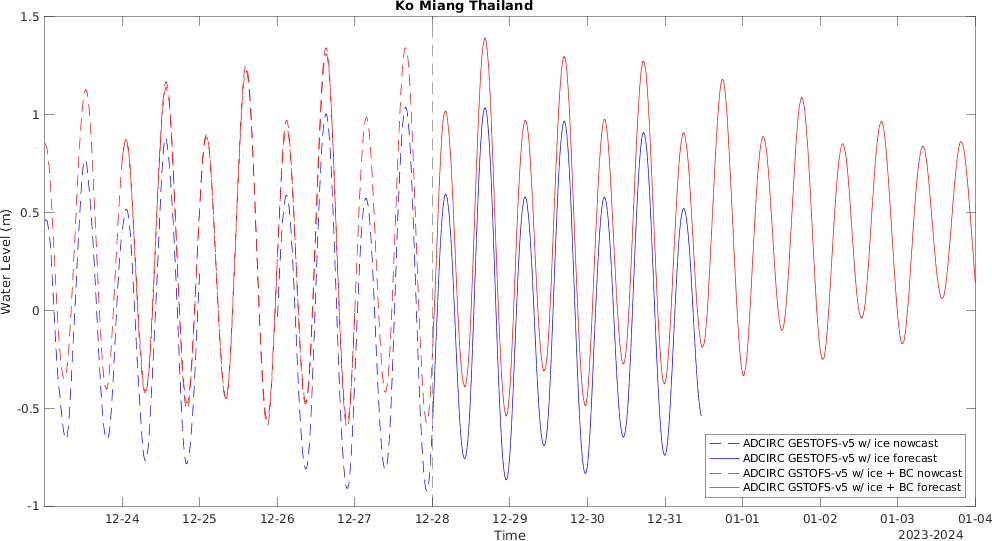 Ko Miang Thailand
1.5
1
0.5
0
-0.5
-1
Water Level (m)
12-24 12-25 12-26 12-27 12-28 12-29 12-30 12-31 01-01 01-02 01-03 01-04
Time
2023-2024
ADCIRC GESTOFS-v5 w/ ice nowcast
ADCIRC GESTOFS-v5 w/ ice forecast
ADCIRC GSTOFS-v5 w/ ice + BC nowcast
ADCIRC GSTOFS-v5 w/ ice + BC forecast